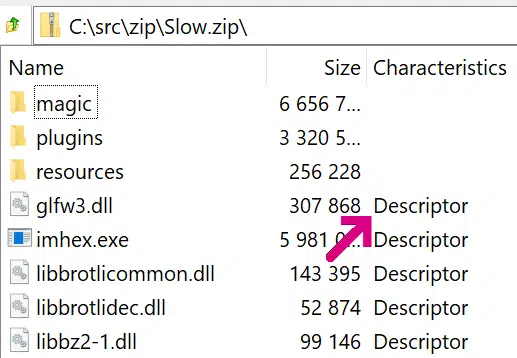 C:\src\zip\Slow.zip\
Name Size Characteristics
magic 6 656 7...
plugins 3 320 5...
resources 256 228
glfw3.dll 307 868 Descriptor
imhex.exe 5 981 0... Descriptor
libbrotlicommon.dll 143 395 Descriptor
libbrotlidec.dll 52 874 Descriptor
libbz2-1.dll 99 146 Descriptor